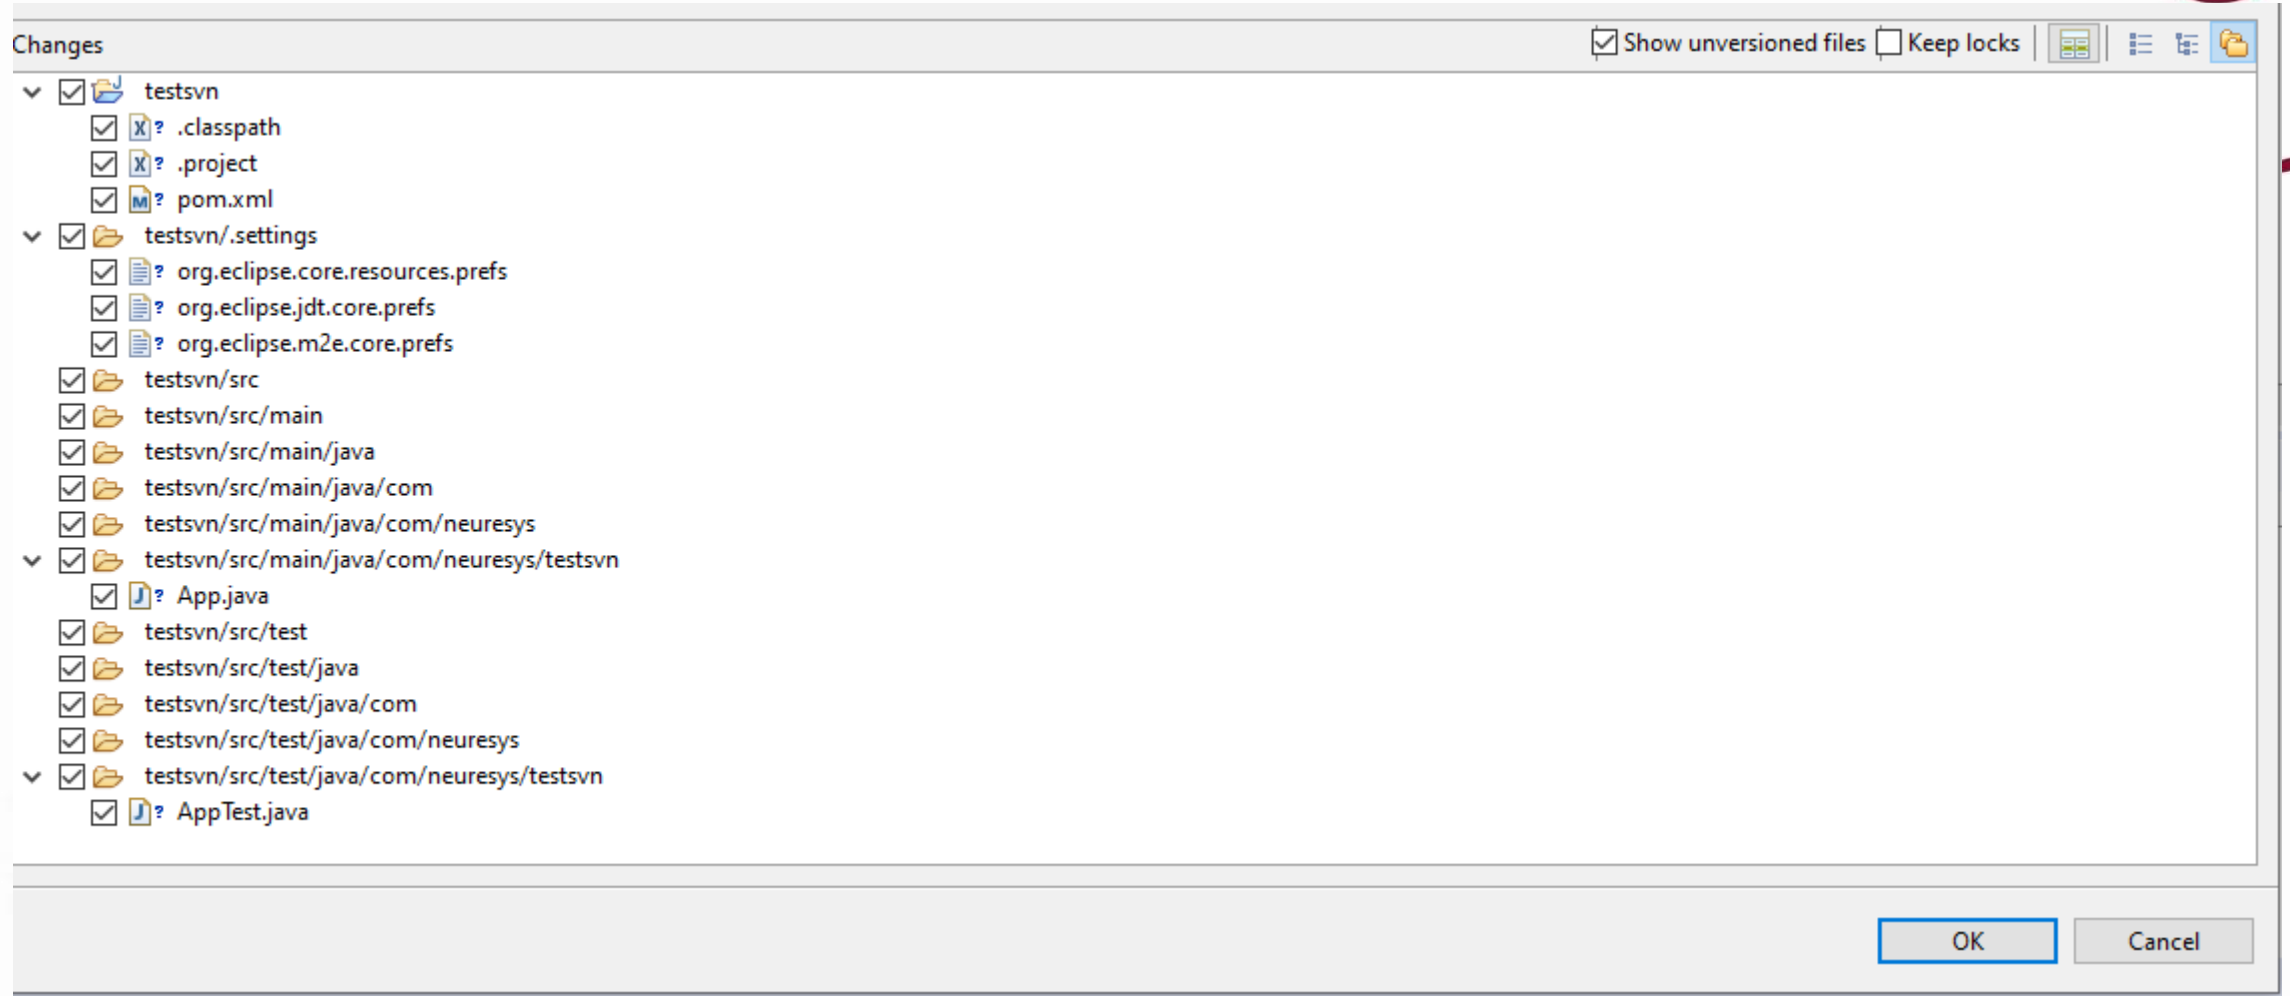 Changes
Show unversioned files Keep locks
testsvn
.classpath
.project
pom.xml
testsvn/.settings
org.eclipse.core.resources.prefs
org.eclipse.jdt.core.prefs
org.eclipse.m2e.core.prefs
testsvn/src
testsvn/src/main
testsvn/src/main/java
testsvn/src/main/java/com
testsvn/src/main/java/com/neuresys
testsvn/src/main/java/com/neuresys/testsvn
App.java
testsvn/src/test
testsvn/src/test/java
testsvn/src/test/java/com
testsvn/src/test/java/com/neuresys
testsvn/src/test/java/com/neuresys/testsvn
AppTest.java
OK Cancel